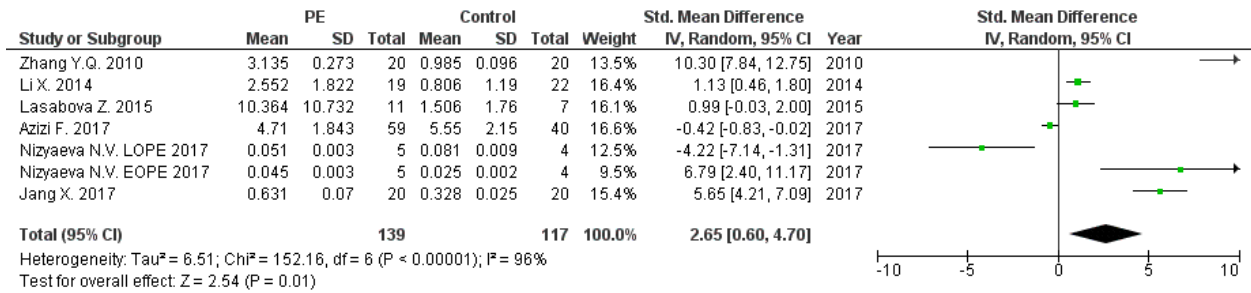 PE Control Std. Mean Difference Std. Mean Difference
Study or Subgroup Mean SD Total Mean SD Total Weight IV, Random, 95% CI Year IV, Random, 95% CI
Zhang Y.Q. 2010 3.135 0.273 20 0.985 0.096 20 13.5% 10.30 [7.84, 12.75] 2010
Li X. 2014 2.552 1.822 19 0.806 1.19 22 16.4% 1.13 [0.46, 1.80] 2014
Lasabova Z. 2015 10.364 10.732 11 1.506 1.76 7 16.1% 0.99 [-0.03, 2.00] 2015
Azizi F. 2017 4.71 1.843 59 5.55 2.15 40 16.6% -0.42 [-0.83, -0.02] 2017
Nizyaeva N.V. LOPE 2017 0.051 0.003 5 0.081 0.009 4 12.5% -4.22 [-7.14, -1.31] 2017
Nizyaeva N.V. EOPE 2017 0.045 0.003 5 0.025 0.002 4 9.5% 6.79 [2.40, 11.17] 2017
Jang X. 2017 0.631 0.07 20 0.328 0.025 20 15.4% 5.65 [4.21, 7.09] 2017
Total (95% CI) 139 117 100.0% 2.65 [0.60, 4.70]
Heterogeneity: Tau² = 6.51; Chi² = 152.16, df = 6 (P < 0.00001); I² = 96%
Test for overall effect: Z = 2.54 (P = 0.01)
-10 -5 0 5 10